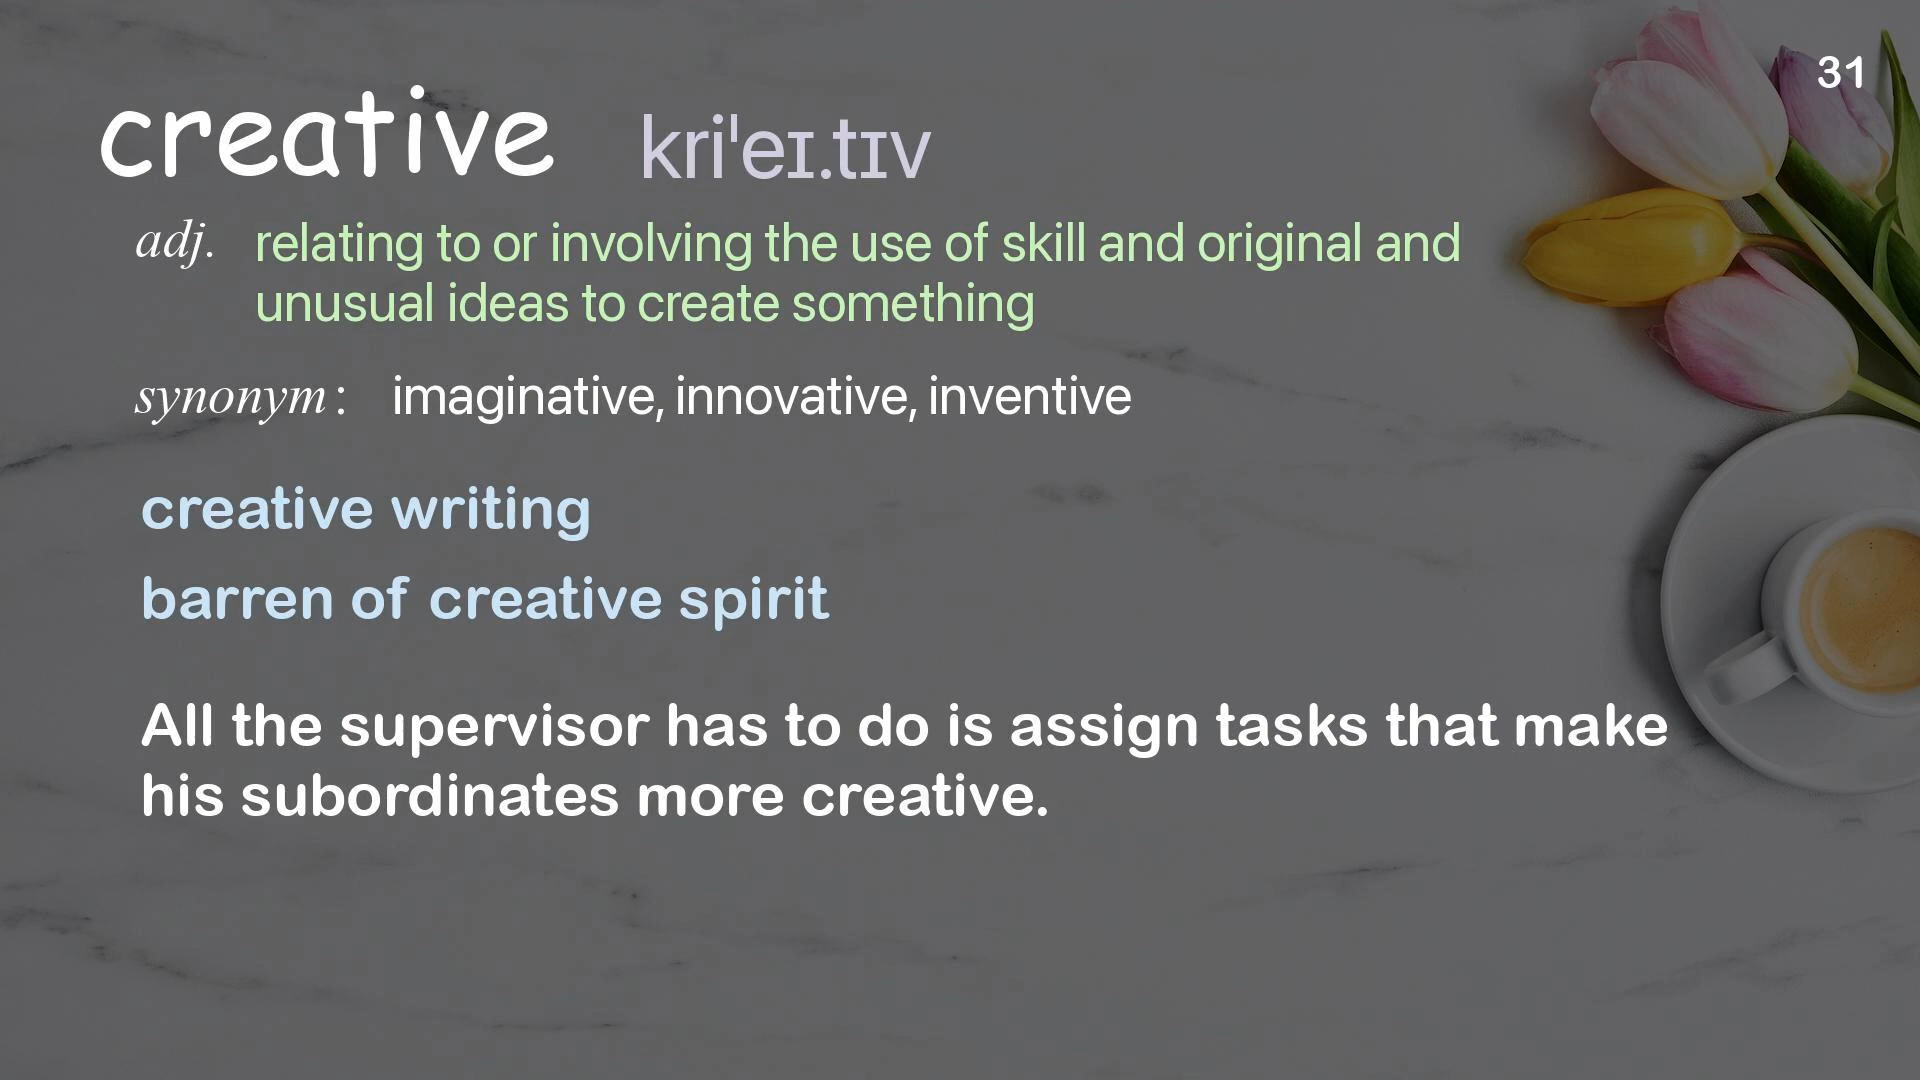 31
creative kriˈeɪ.tɪv
adj. relating to or involving the use of skill and original and
unusual ideas to create something
synonym: imaginative, innovative, inventive
creative writing
barren of creative spirit
All the supervisor has to do is assign tasks that make
his subordinates more creative.